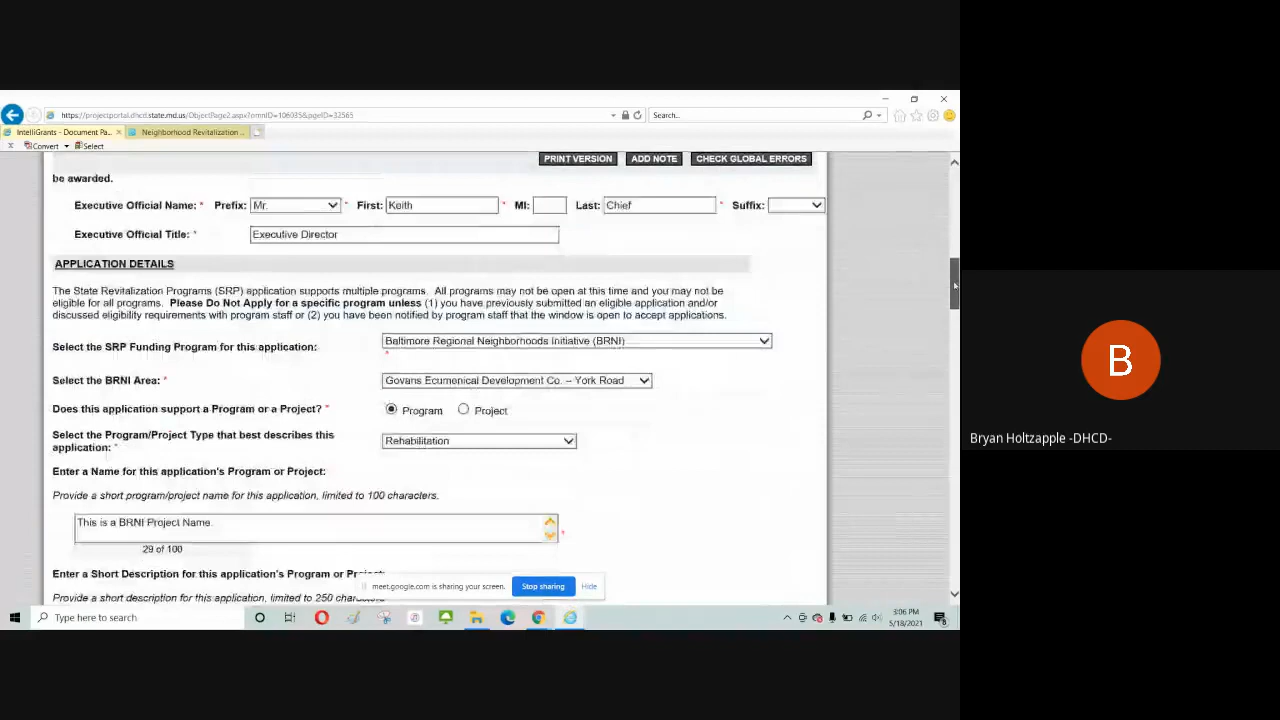 https://projectportal.dhcd.state.md.us/ObjectPage2.aspx?omnID=106035&pgeID=32565
Search...
IntelliGrants - Document Pa...
Neighborhood Revitalization ...
Convert
Select
PRINT VERSION
ADD NOTE
CHECK GLOBAL ERRORS
be awarded.
Executive Official Name: * Prefix: Mr. * First: Keith * MI: Last: Chief * Suffix:
Executive Official Title: * Executive Director
APPLICATION DETAILS
The State Revitalization Programs (SRP) application supports multiple programs. All programs may not be open at this time and you may not be
eligible for all programs. Please Do Not Apply for a specific program unless (1) you have previously submitted an eligible application and/or
discussed eligibility requirements with program staff or (2) you have been notified by program staff that the window is open to accept applications.
Select the SRP Funding Program for this application: Baltimore Regional Neighborhoods Initiative (BRNI)
*
Select the BRNI Area: * Govans Ecumenical Development Co. – York Road
Does this application support a Program or a Project? * Program Project
Select the Program/Project Type that best describes this
application: * Rehabilitation
Enter a Name for this application's Program or Project:
Provide a short program/project name for this application, limited to 100 characters.
This is a BRNI Project Name.
*
29 of 100
Enter a Short Description for this application's Program or Project:
Provide a short description for this application, limited to 250 characters.
meet.google.com is sharing your screen.
Stop sharing
Hide
Type here to search
3:06 PM
5/18/2021
B
Bryan Holtzapple -DHCD-